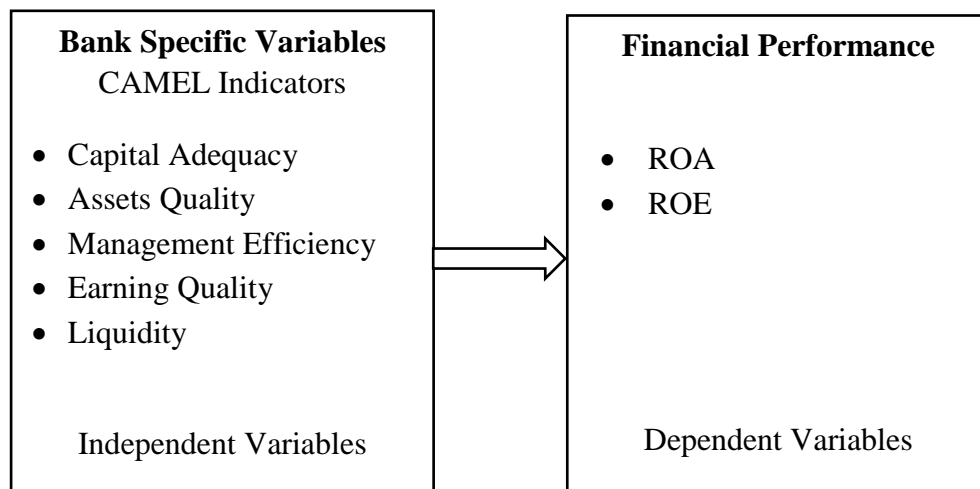 Bank Specific Variables
CAMEL Indicators
• Capital Adequacy
• Assets Quality
• Management Efficiency
• Earning Quality
• Liquidity
Independent Variables
Financial Performance
• ROA
• ROE
Dependent Variables